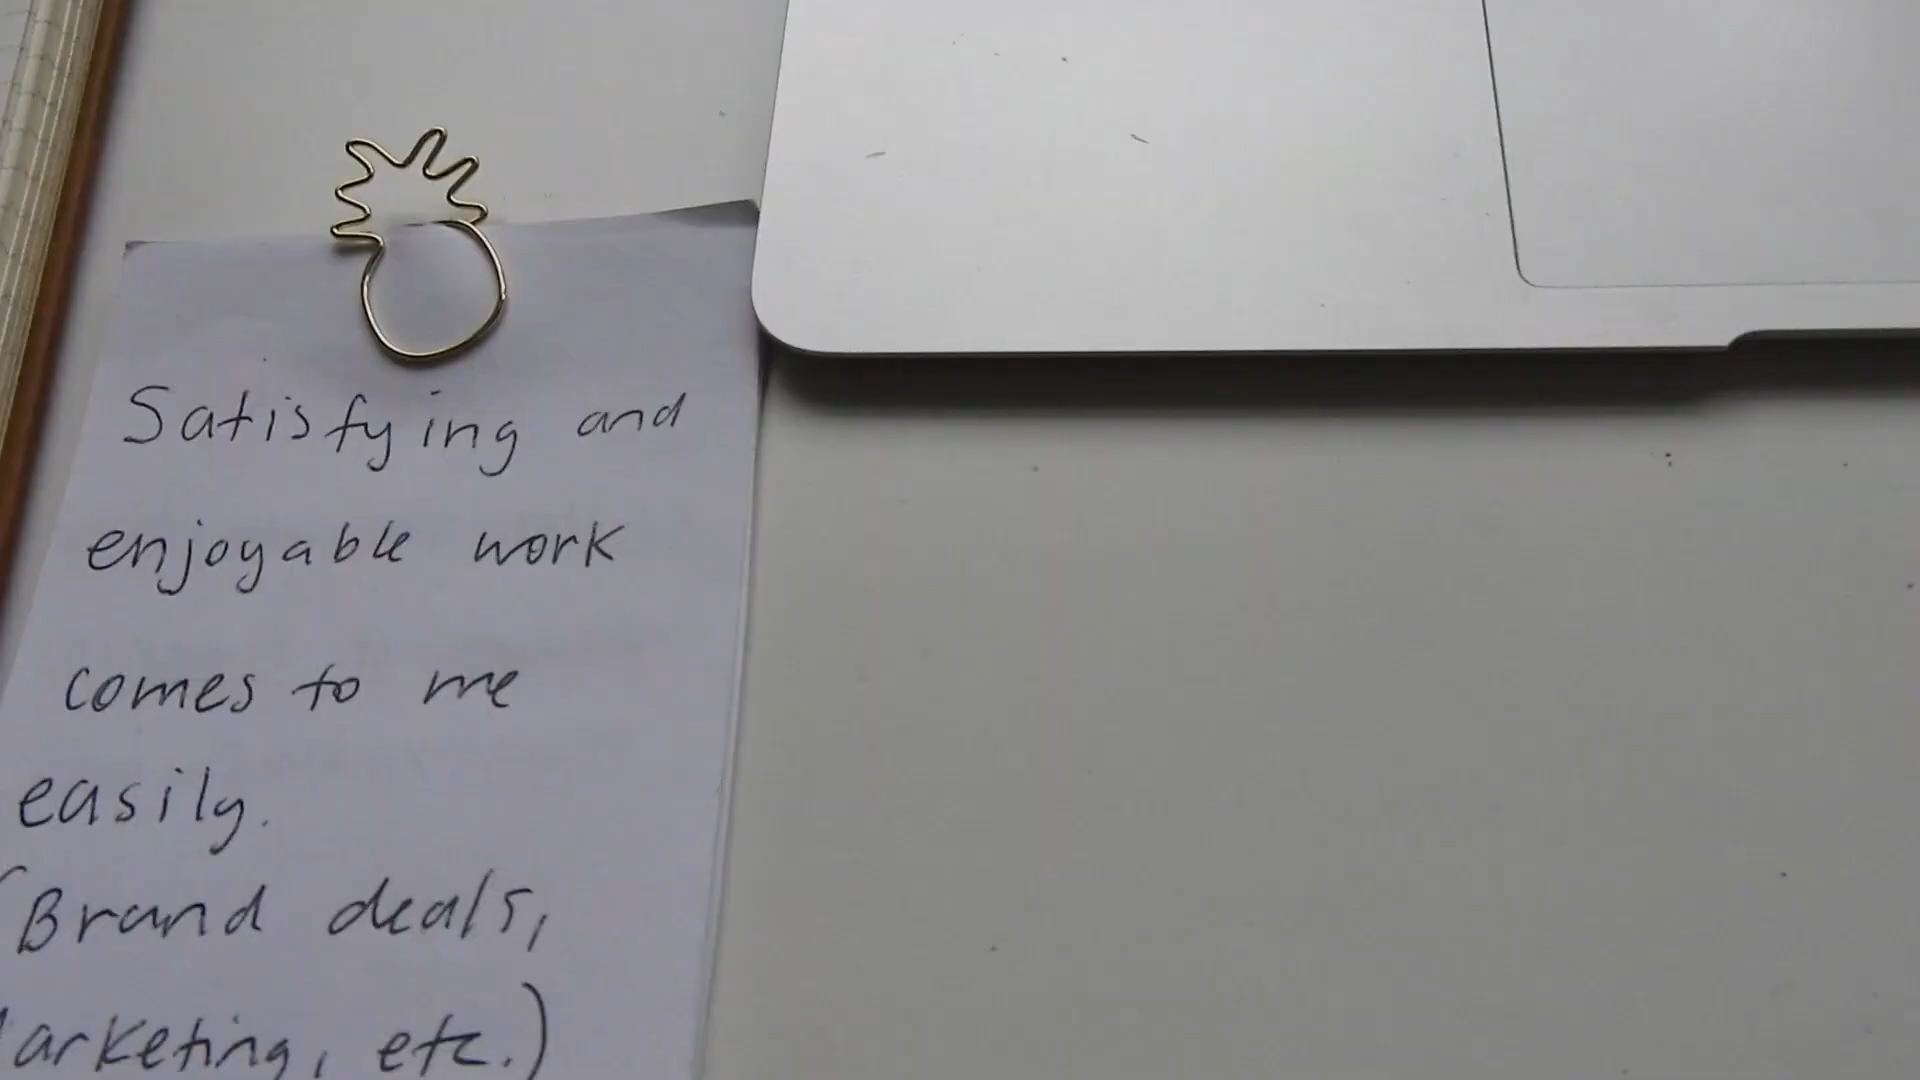 Satisfying and
enjoyable work
comes to me
easily.
(Brand deals,
arketing, etc.)